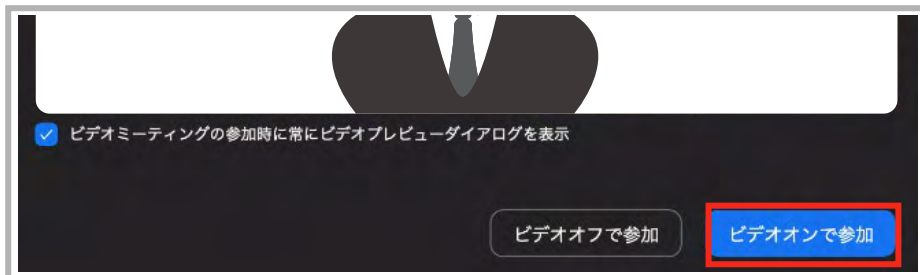 ビデオミーティングの参加時に常にビデオプレビューダイアログを表示
ビデオオフで参加
ビデオオンで参加